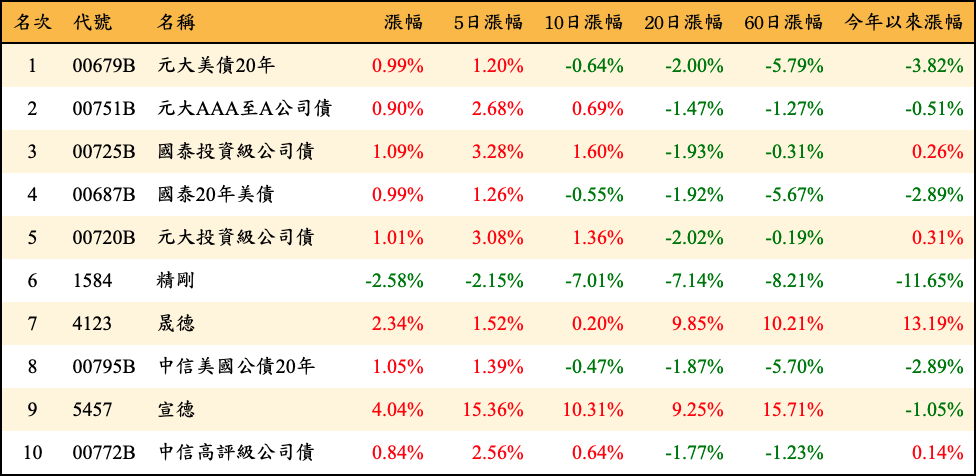 名次 代號 名稱 漲幅 5日漲幅 10日漲幅 20日漲幅 60日漲幅 今年以來漲幅
1 00679B 元大美債20年 0.99% 1.20% -0.64% -2.00% -5.79% -3.82%
2 00751B 元大AAA至A公司債 0.90% 2.68% 0.69% -1.47% -1.27% -0.51%
3 00725B 國泰投資級公司債 1.09% 3.28% 1.60% -1.93% -0.31% 0.26%
4 00687B 國泰20年美債 0.99% 1.26% -0.55% -1.92% -5.67% -2.89%
5 00720B 元大投資級公司債 1.01% 3.08% 1.36% -2.02% -0.19% 0.31%
6 1584 精剛 -2.58% -2.15% -7.01% -7.14% -8.21% -11.65%
7 4123 晟德 2.34% 1.52% 0.20% 9.85% 10.21% 13.19%
8 00795B 中信美國公債20年 1.05% 1.39% -0.47% -1.87% -5.70% -2.89%
9 5457 宣德 4.04% 15.36% 10.31% 9.25% 15.71% -1.05%
10 00772B 中信高評級公司債 0.84% 2.56% 0.64% -1.77% -1.23% 0.14%